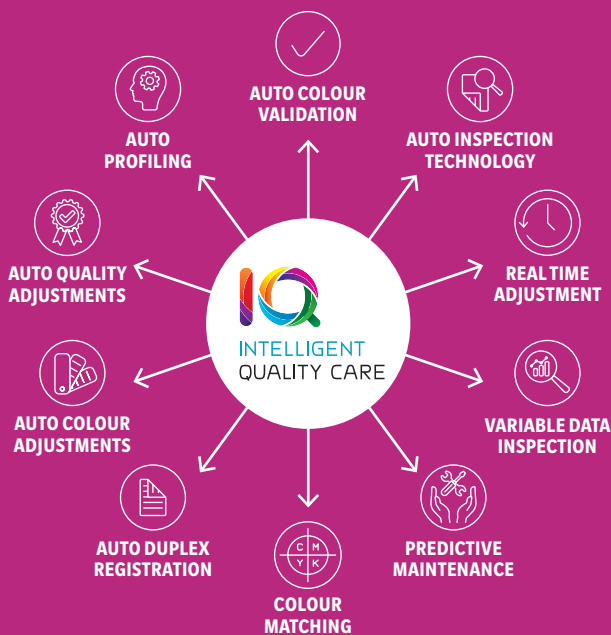 AUTO COLOUR
VALIDATION
AUTO
PROFILING
AUTO INSPECTION
TECHNOLOGY
AUTO QUALITY
ADJUSTMENTS
REAL TIME
ADJUSTMENT
IQ
INTELLIGENT
QUALITY CARE
AUTO COLOUR
ADJUSTMENTS
VARIABLE DATA
INSPECTION
AUTO DUPLEX
REGISTRATION
PREDICTIVE
MAINTENANCE
C M
Y K
COLOUR
MATCHING